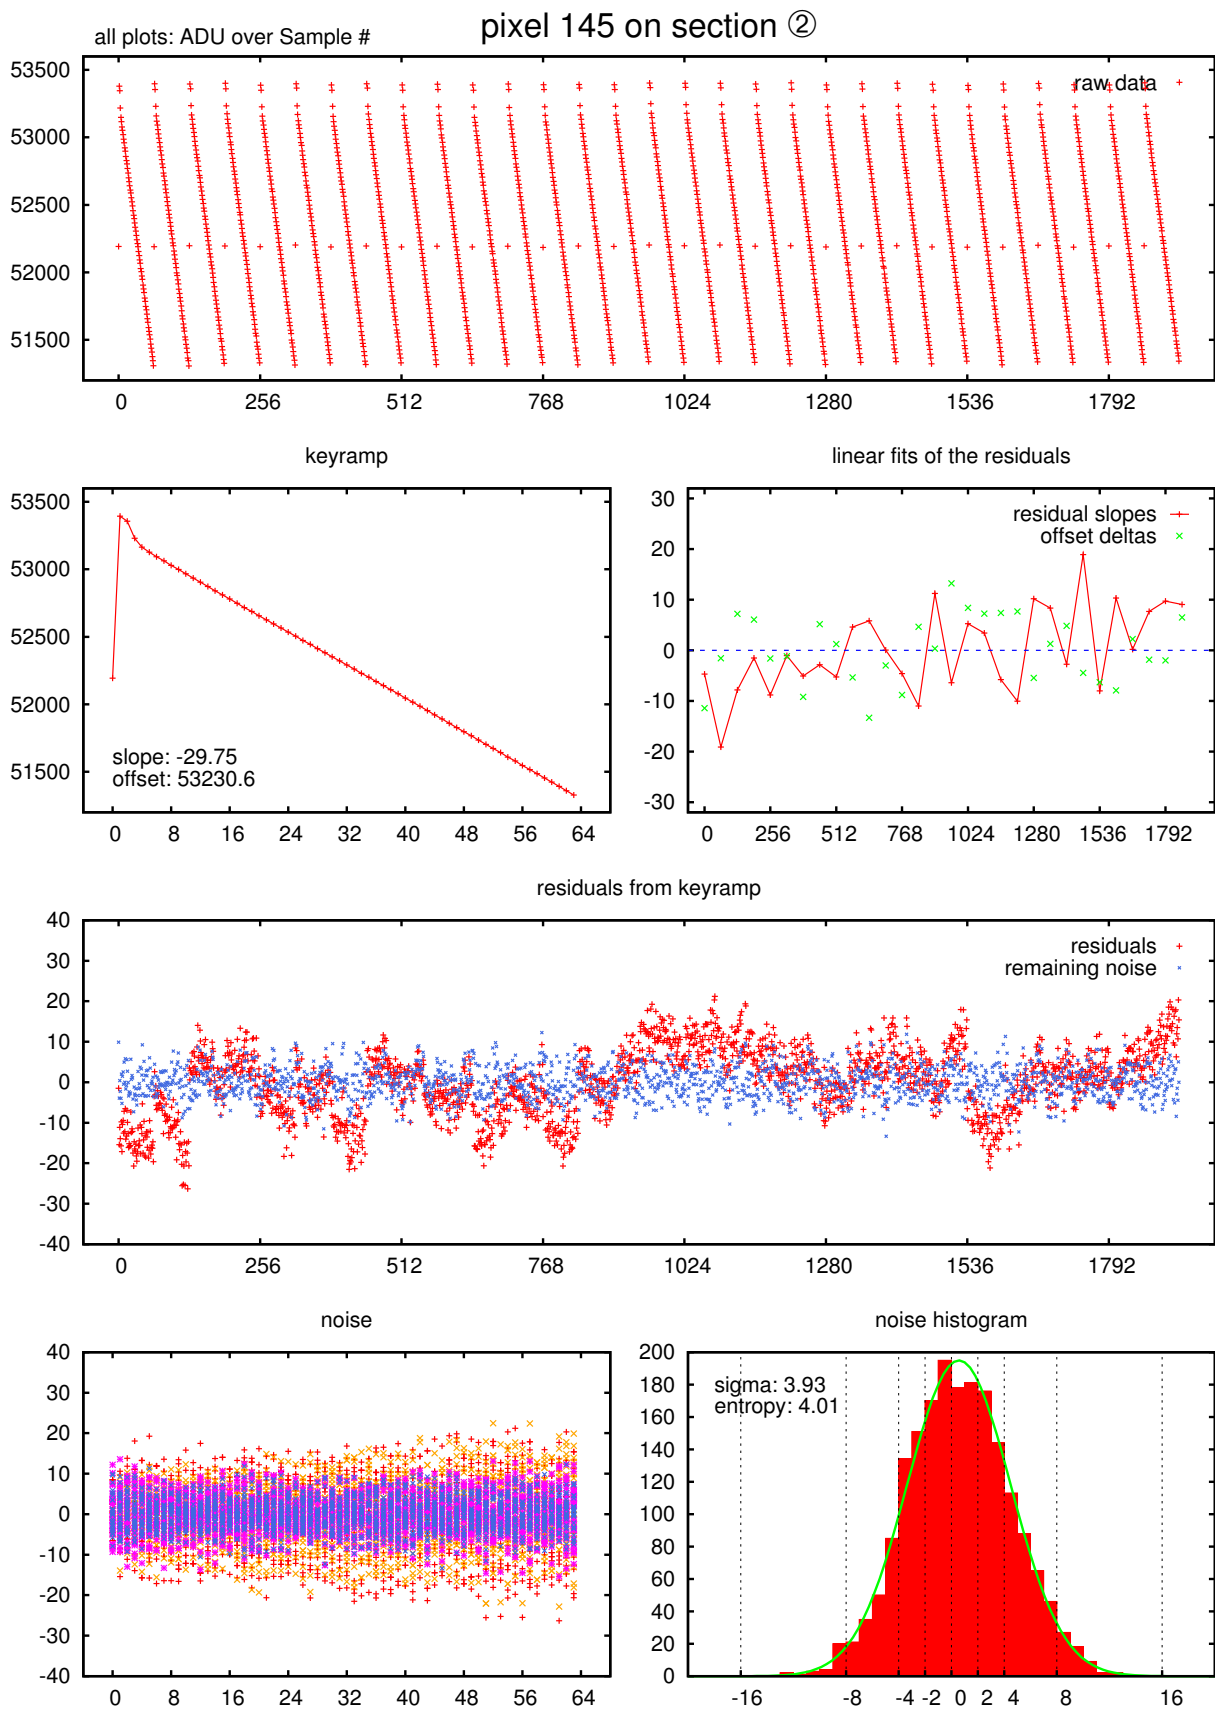 pixel 145 on section ②
all plots: ADU over Sample #
raw data
53500
53000
52500
52000
51500
0 256 512 768 1024 1280 1536 1792
keyramp
53500
53000
52500
52000
51500
slope: -29.75
offset: 53230.6
0 8 16 24 32 40 48 56 64
linear fits of the residuals
residual slopes
offset deltas
30
20
10
0
-10
-20
-30
0 256 512 768 1024 1280 1536 1792
residuals from keyramp
residuals
remaining noise
40
30
20
10
0
-10
-20
-30
-40
0 256 512 768 1024 1280 1536 1792
noise
40
30
20
10
0
-10
-20
-30
-40
0 8 16 24 32 40 48 56 64
noise histogram
sigma: 3.93
entropy: 4.01
200
180
160
140
120
100
80
60
40
20
0
-16 -8 -4 -2 0 2 4 8 16